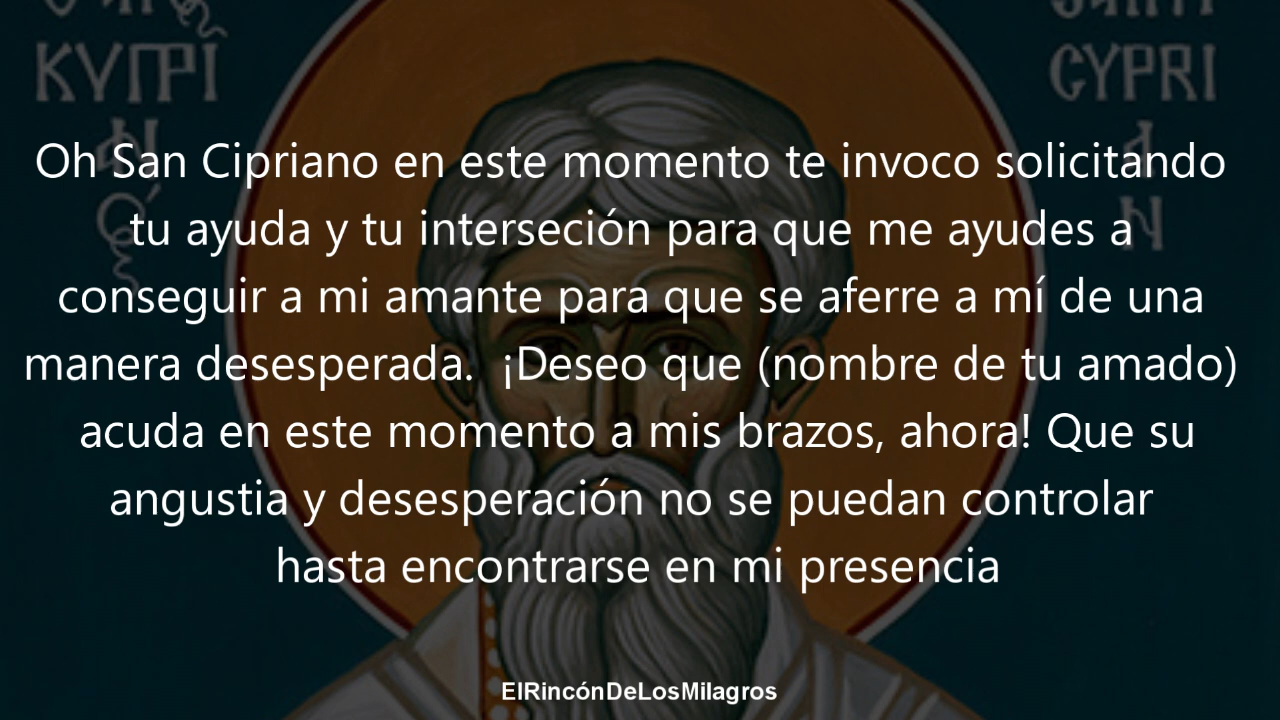 ΚΥΠΡΙ
CYPRI
Oh San Cipriano en este momento te invoco solicitando
tu ayuda y tu interseción para que me ayudes a
conseguir a mi amante para que se aferre a mí de una
manera desesperada.  ¡Deseo que (nombre de tu amado)
acuda en este momento a mis brazos, ahora! Que su
angustia y desesperación no se puedan controlar
hasta encontrarse en mi presencia
ElRincónDeLosMilagros